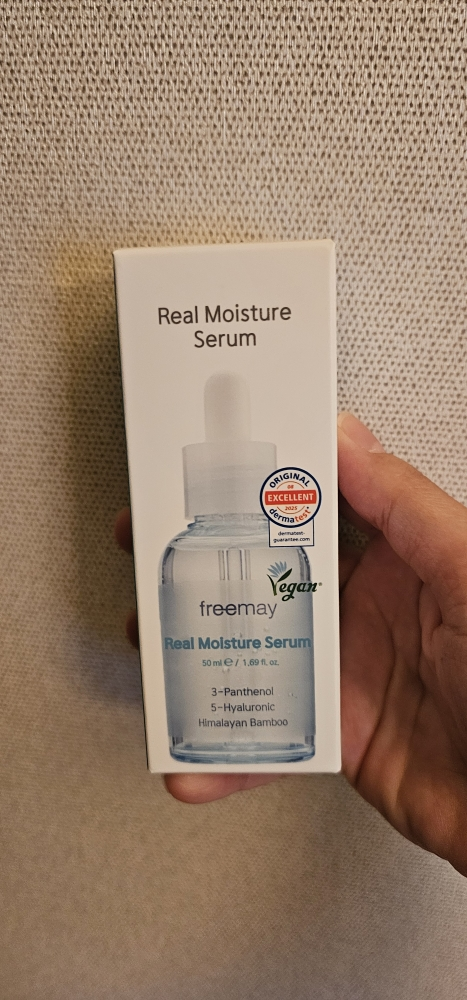 Real Moisture
Serum
ORIGINAL
EXCELLENT
2025
dermatest®
dermatest-
guarantee.com
Vegan®
freemay
Real Moisture Serum
50 ml ℮ / 1.69 fl. oz.
3-Panthenol
5-Hyaluronic
Himalayan Bamboo